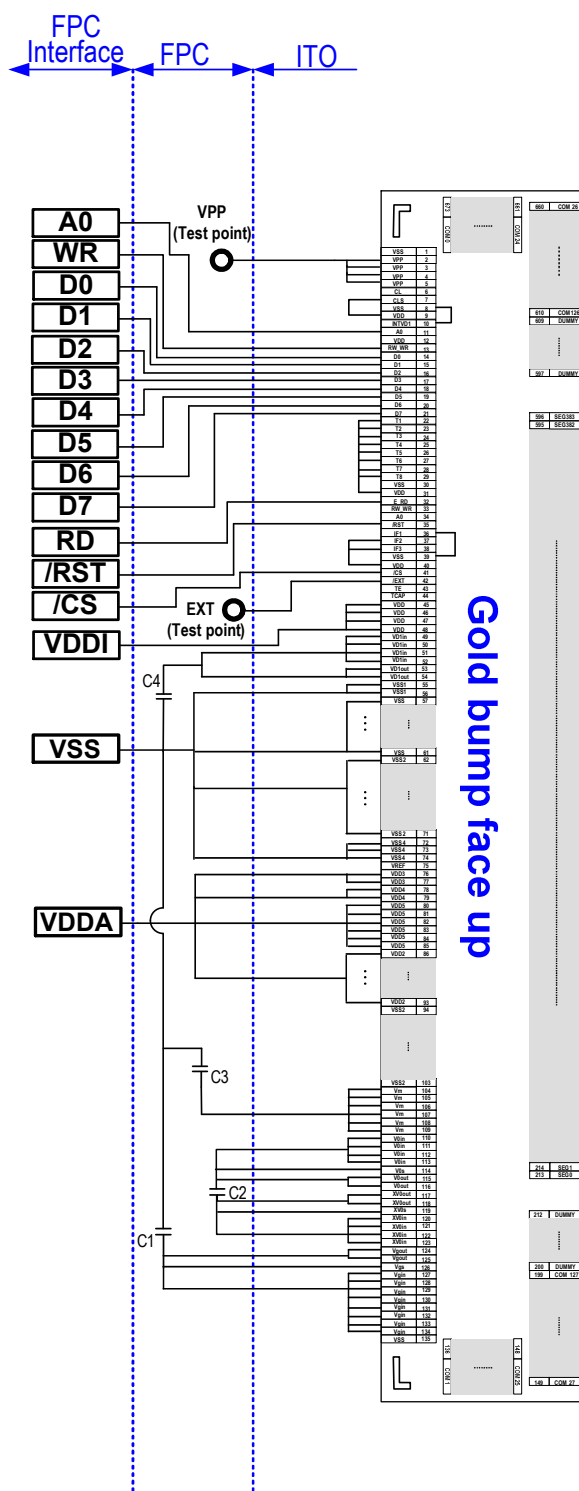 FPC Interface
FPC
ITO
A0
WR
D0
D1
D2
D3
D4
D5
D6
D7
RD
/RST
/CS
VDDI
VSS
VDDA
VPP
(Test point)
EXT
(Test point)
C4
C3
C2
C1
VSS 1
VPP 2
VPP 3
VPP 4
VPP 5
CL 6
CLS 7
VSS 8
VDD 9
INTVD1 10
A0 11
VDD 12
RW_WR 13
D0 14
D1 15
D2 16
D3 17
D4 18
D5 19
D6 20
D7 21
T1 22
T2 23
T3 24
T4 25
T5 26
T6 27
T7 28
T8 29
VSS 30
VDD 31
E_RD 32
RW_WR 33
A0 34
/RST 35
IF1 36
IF2 37
IF3 38
VSS 39
VDD 40
/CS 41
/EXT 42
TE 43
TCAP 44
VDD 45
VDD 46
VDD 47
VDD 48
VD1in 49
VD1in 50
VD1in 51
VD1in 52
VD1out 53
VD1out 54
VSS1 55
VSS1 56
VSS 57
VSS 61
VSS2 62
VSS2 71
VSS4 72
VSS4 73
VSS4 74
VREF 75
VDD3 76
VDD3 77
VDD4 78
VDD4 79
VDD5 80
VDD5 81
VDD5 82
VDD5 83
VDD5 84
VDD5 85
VDD2 86
VDD2 93
VSS2 94
VSS2 103
Vm 104
Vm 105
Vm 106
Vm 107
Vm 108
Vm 109
V0in 110
V0in 111
V0in 112
V0in 113
V0s 114
V0out 115
V0out 116
XV0out 117
XV0out 118
XV0s 119
XV0in 120
XV0in 121
XV0in 122
XV0in 123
Vgout 124
Vgout 125
Vgs 126
Vgin 127
Vgin 128
Vgin 129
Vgin 130
Vgin 131
Vgin 132
Vgin 133
Vgin 134
VSS 135
673 COM 0
661 COM 24
Gold bump face up
136 COM 1
148 COM 25
660 COM 26
610 COM 126
609 DUMMY
597 DUMMY
596 SEG383
595 SEG382
214 SEG1
213 SEG0
212 DUMMY
200 DUMMY
199 COM 127
149 COM 27